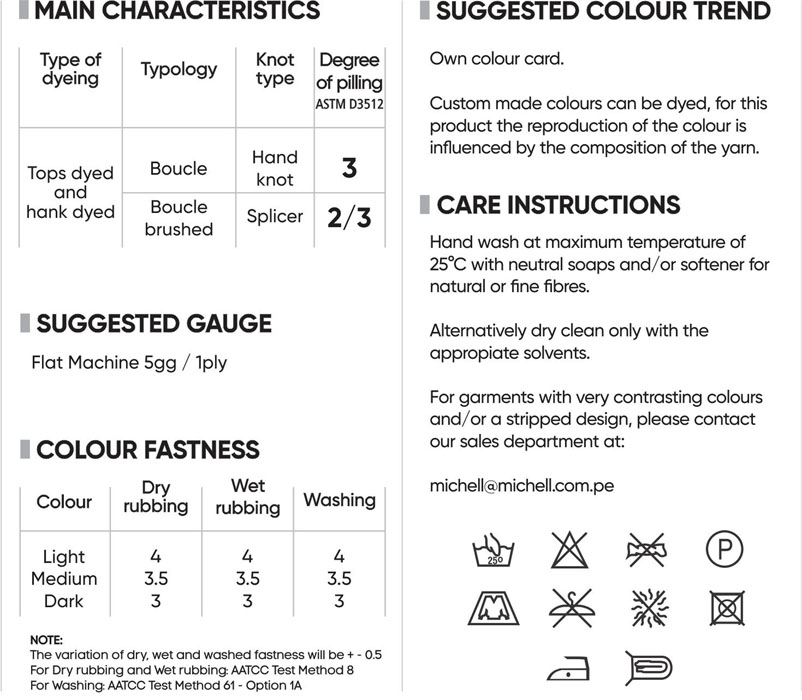 MAIN CHARACTERISTICS
Type of
dyeing
Typology
Knot
type
Degree
of pilling
ASTM D3512
Tops dyed
and
hank dyed
Boucle
Hand
knot
3
Boucle
brushed
Splicer
2/3
SUGGESTED GAUGE
Flat Machine 5gg / 1ply
COLOUR FASTNESS
Colour
Dry
rubbing
Wet
rubbing
Washing
Light 4 4 4
Medium 3.5 3.5 3.5
Dark 3 3 3
NOTE:
The variation of dry, wet and washed fastness will be + - 0.5
For Dry rubbing and Wet rubbing: AATCC Test Method 8
For Washing: AATCC Test Method 61 - Option 1A
SUGGESTED COLOUR TREND
Own colour card.
Custom made colours can be dyed, for this
product the reproduction of the colour is
influenced by the composition of the yarn.
CARE INSTRUCTIONS
Hand wash at maximum temperature of
25°C with neutral soaps and/or softener for
natural or fine fibres.
Alternatively dry clean only with the
appropiate solvents.
For garments with very contrasting colours
and/or a stripped design, please contact
our sales department at:
michell@michell.com.pe
25º
P